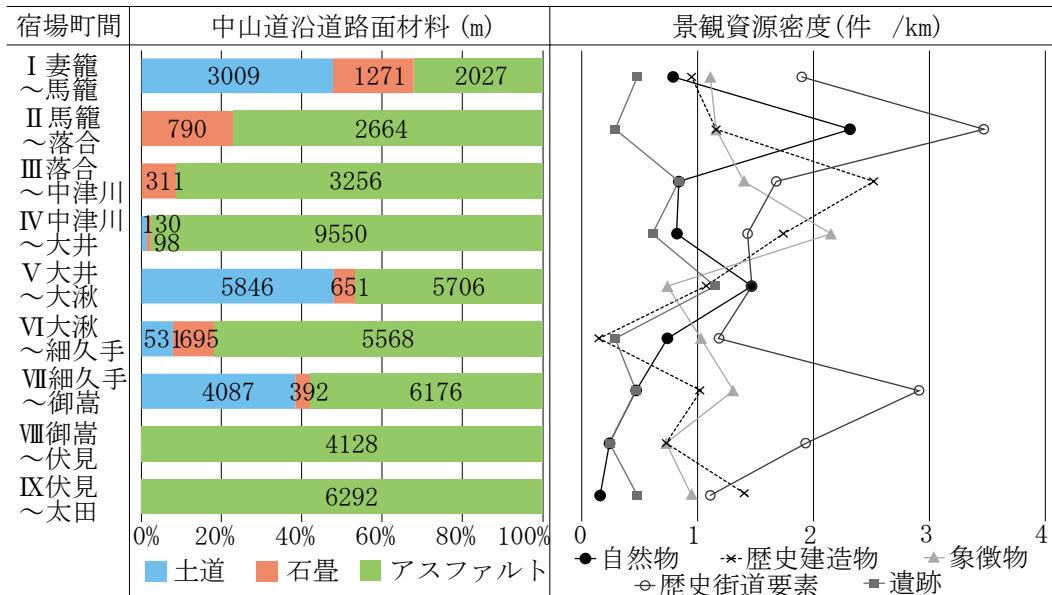 宿場町間 中山道沿道路面材料 (m) 景観資源密度(件 /km)
Ⅰ妻籠
～馬籠
3009 1271 2027
Ⅱ馬籠
～落合
790 2664
Ⅲ落合
～中津川
311 3256
Ⅳ中津川
～大井
130
98 9550
Ⅴ大井
～大湫
5846 651 5706
Ⅵ大湫
～細久手
531 695 5568
Ⅶ細久手
～御嵩
4087 392 6176
Ⅷ御嵩
～伏見
4128
Ⅸ伏見
～太田
6292
0% 20% 40% 60% 80% 100%
土道 石畳 アスファルト
0 1 2 3 4
自然物 歴史建造物 象徴物
歴史街道要素 遺跡